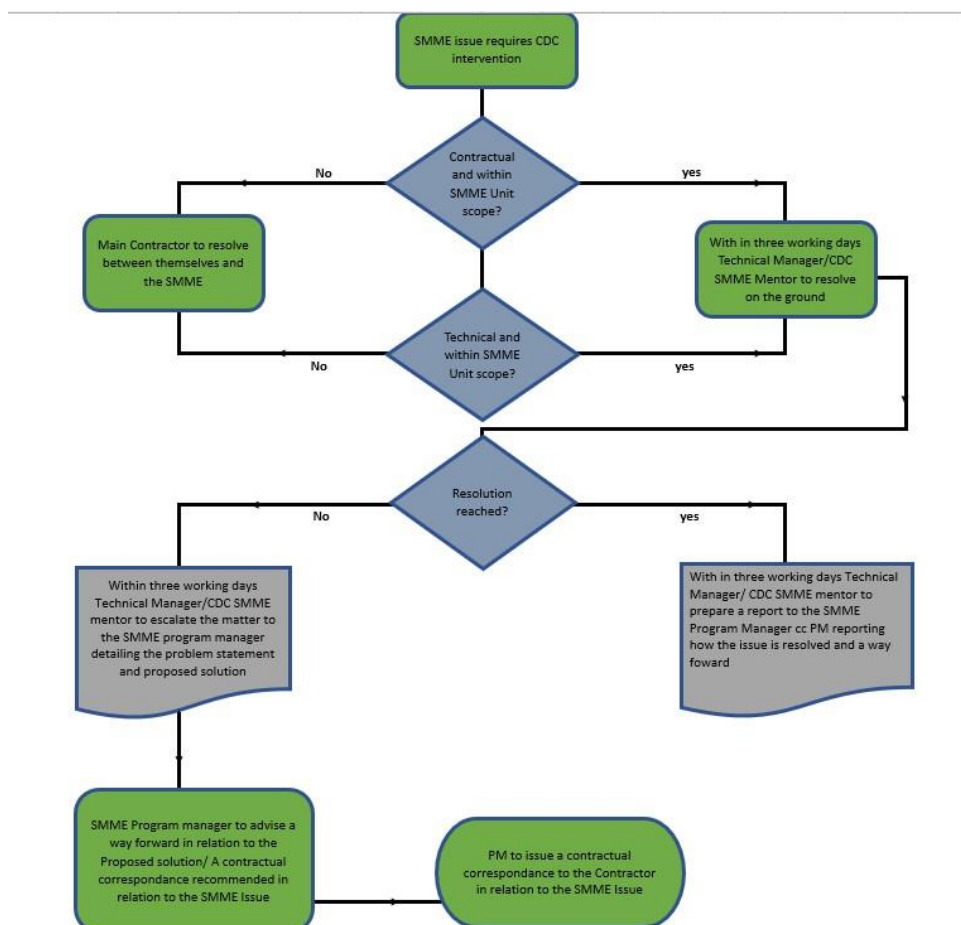 SMME issue requires CDC
intervention
Contractual
and within
SMME Unit
scope?
No
yes
Main Contractor to resolve
between themselves and
the SMME
With in three working days
Technical Manager/CDC
SMME Mentor to resolve
on the ground
Technical and
within SMME
Unit scope?
No
yes
Resolution
reached?
No
yes
Within three working days
Technical Manager/CDC SMME
mentor to escalate the matter to
the SMME program manager
detailing the problem statement
and proposed solution
With in three working days Technical
Manager/ CDC SMME mentor to
prepare a report to the SMME
Program Manager cc PM reporting
how the issue is resolved and a way
foward
SMME Program manager to advise a
way forward in relation to the
Proposed solution/ A contractual
correspondance recommended in
relation to the SMME Issue
PM to issue a contractual
correspondance to the Contractor
in relation to the SMME Issue